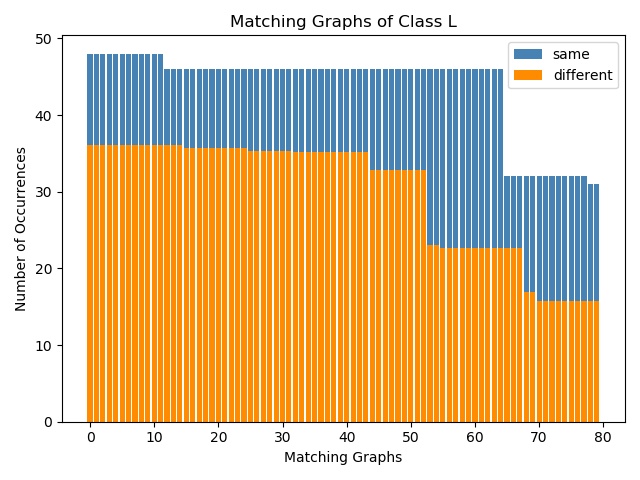 Matching Graphs of Class L
same
different
Number of Occurrences
50
40
30
20
10
0
0 10 20 30 40 50 60 70 80
Matching Graphs